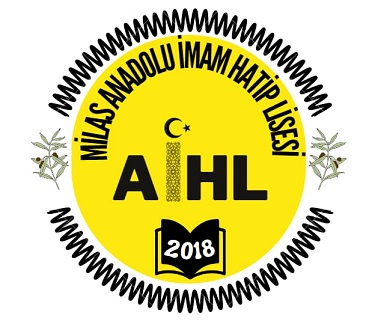 MİLAS ANADOLU İMAM HATİP LİSESİ
AİHL
2018